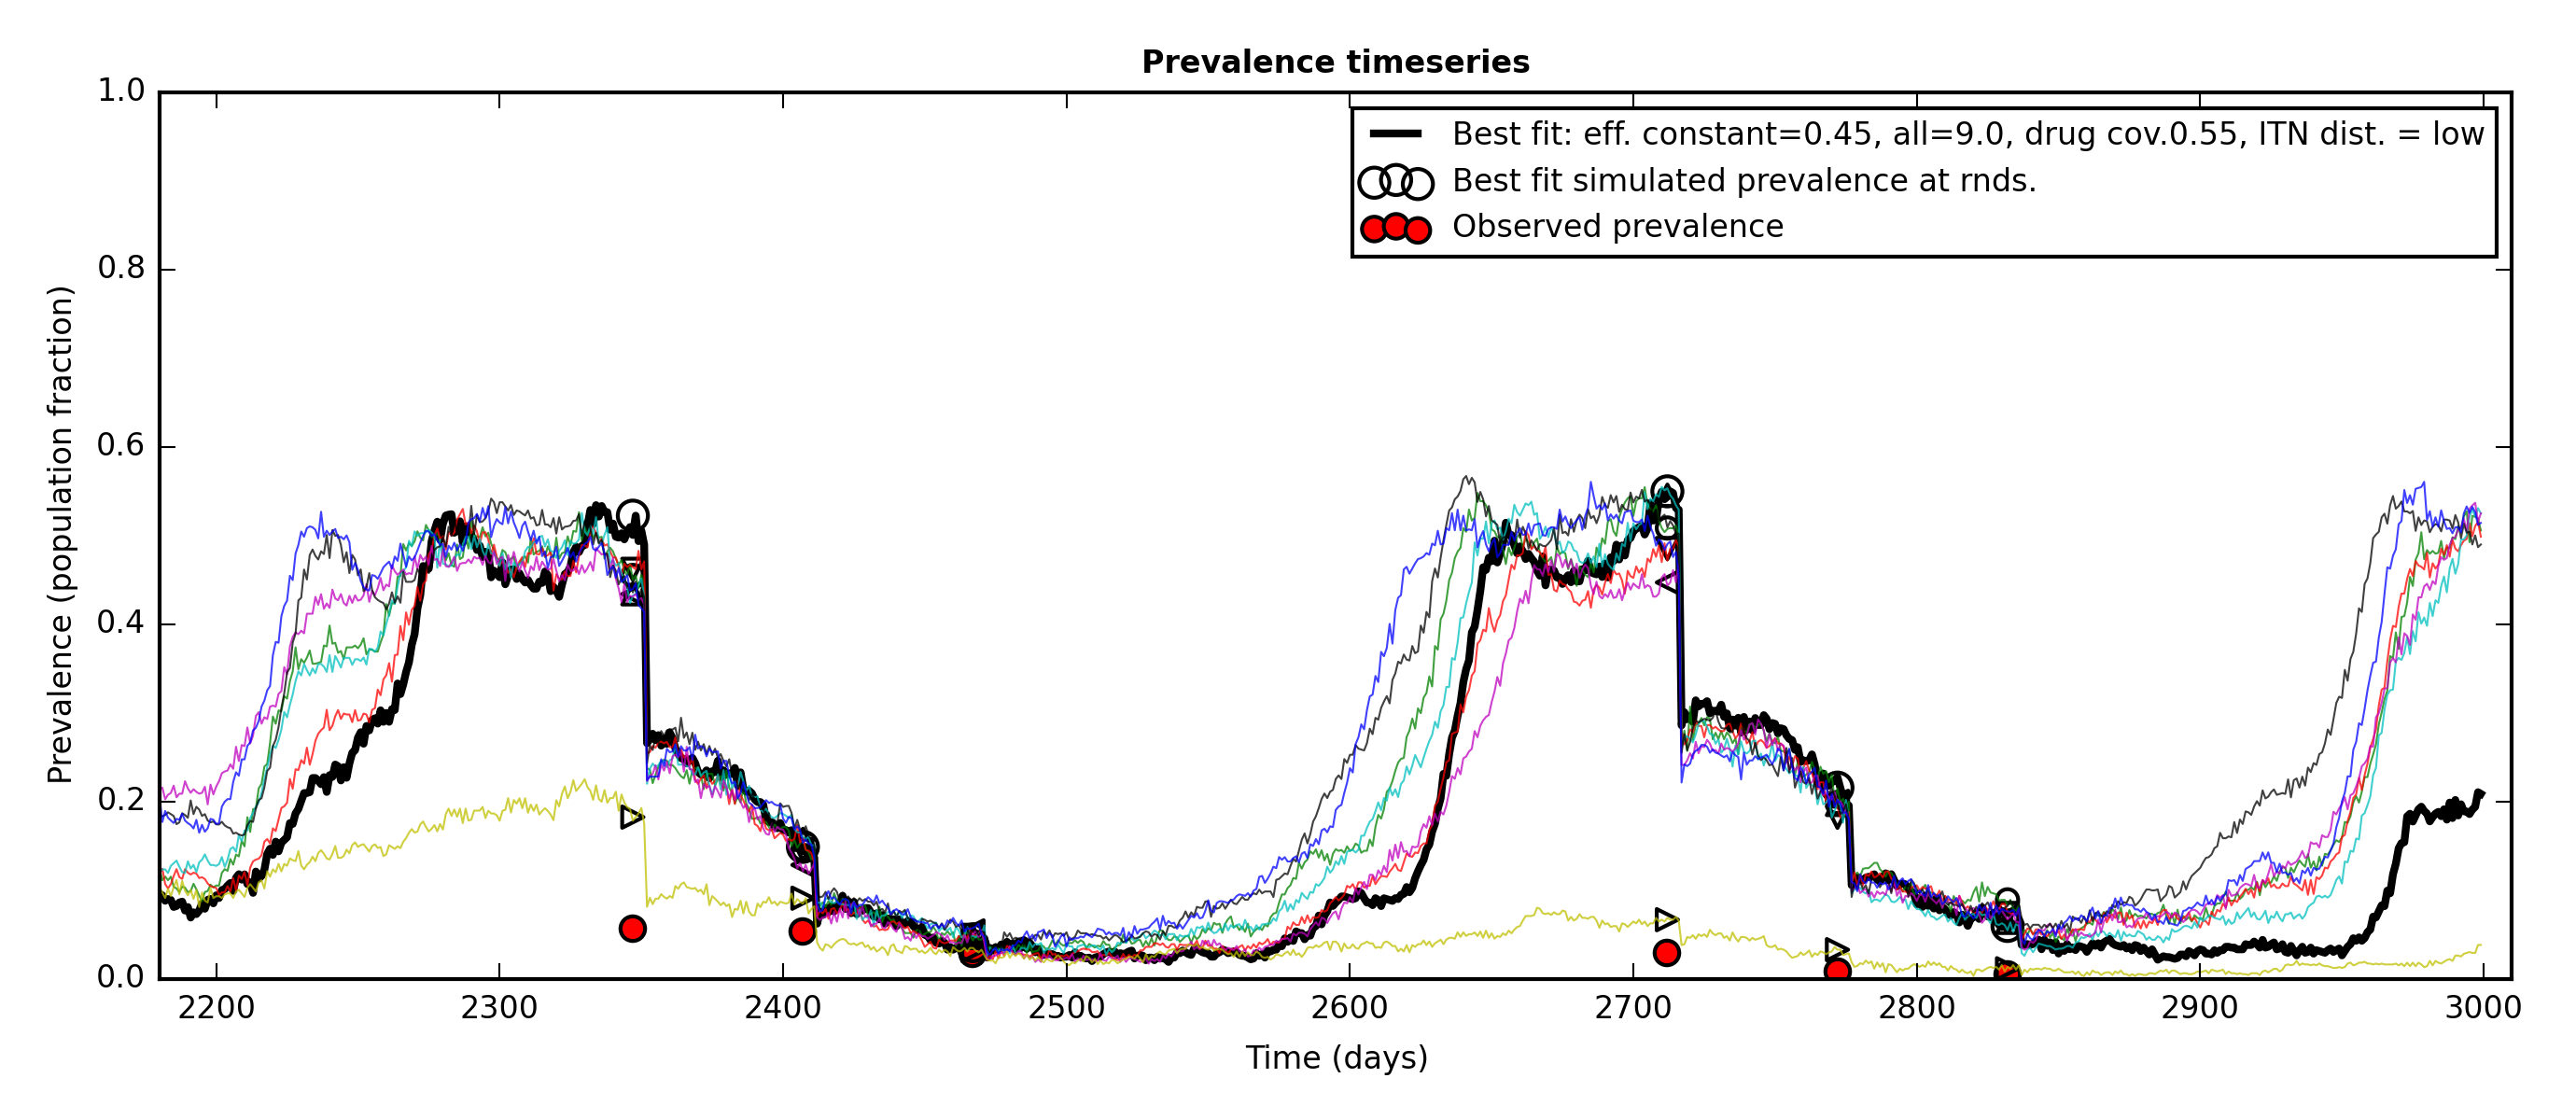 Prevalence timeseries
1.0
0.8
0.6
0.4
0.2
0.0
Prevalence (population fraction)
Best fit: eff. constant=0.45, all=9.0, drug cov.0.55, ITN dist. = low
Best fit simulated prevalence at rnds.
Observed prevalence
2200 2300 2400 2500 2600 2700 2800 2900 3000
Time (days)